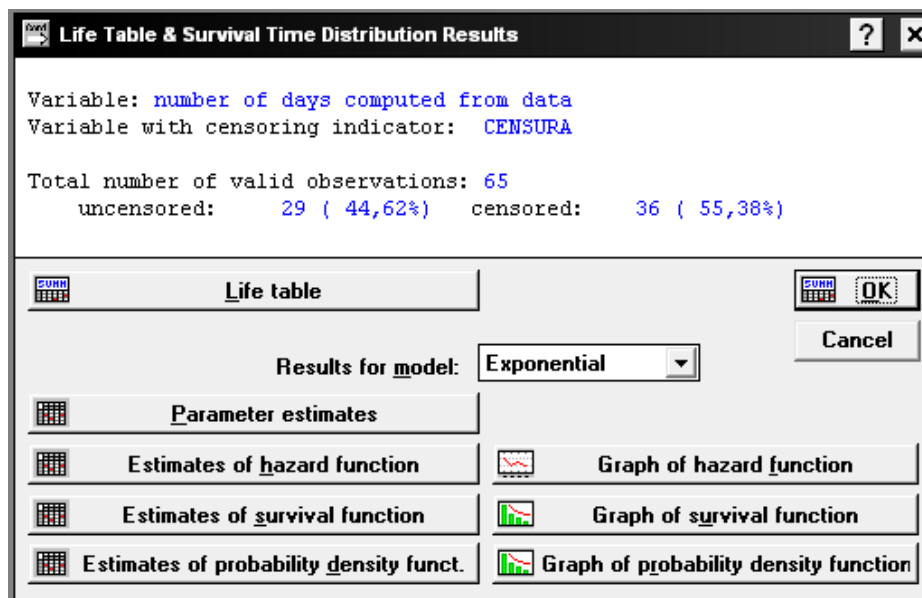 Life Table & Survival Time Distribution Results
Variable: number of days computed from data
Variable with censoring indicator: CENSURA
Total number of valid observations: 65
uncensored: 29 ( 44,62%) censored: 36 ( 55,38%)
Life table
OK
Cancel
Results for model: Exponential
Parameter estimates
Estimates of hazard function
Graph of hazard function
Estimates of survival function
Graph of survival function
Estimates of probability density funct.
Graph of probability density function